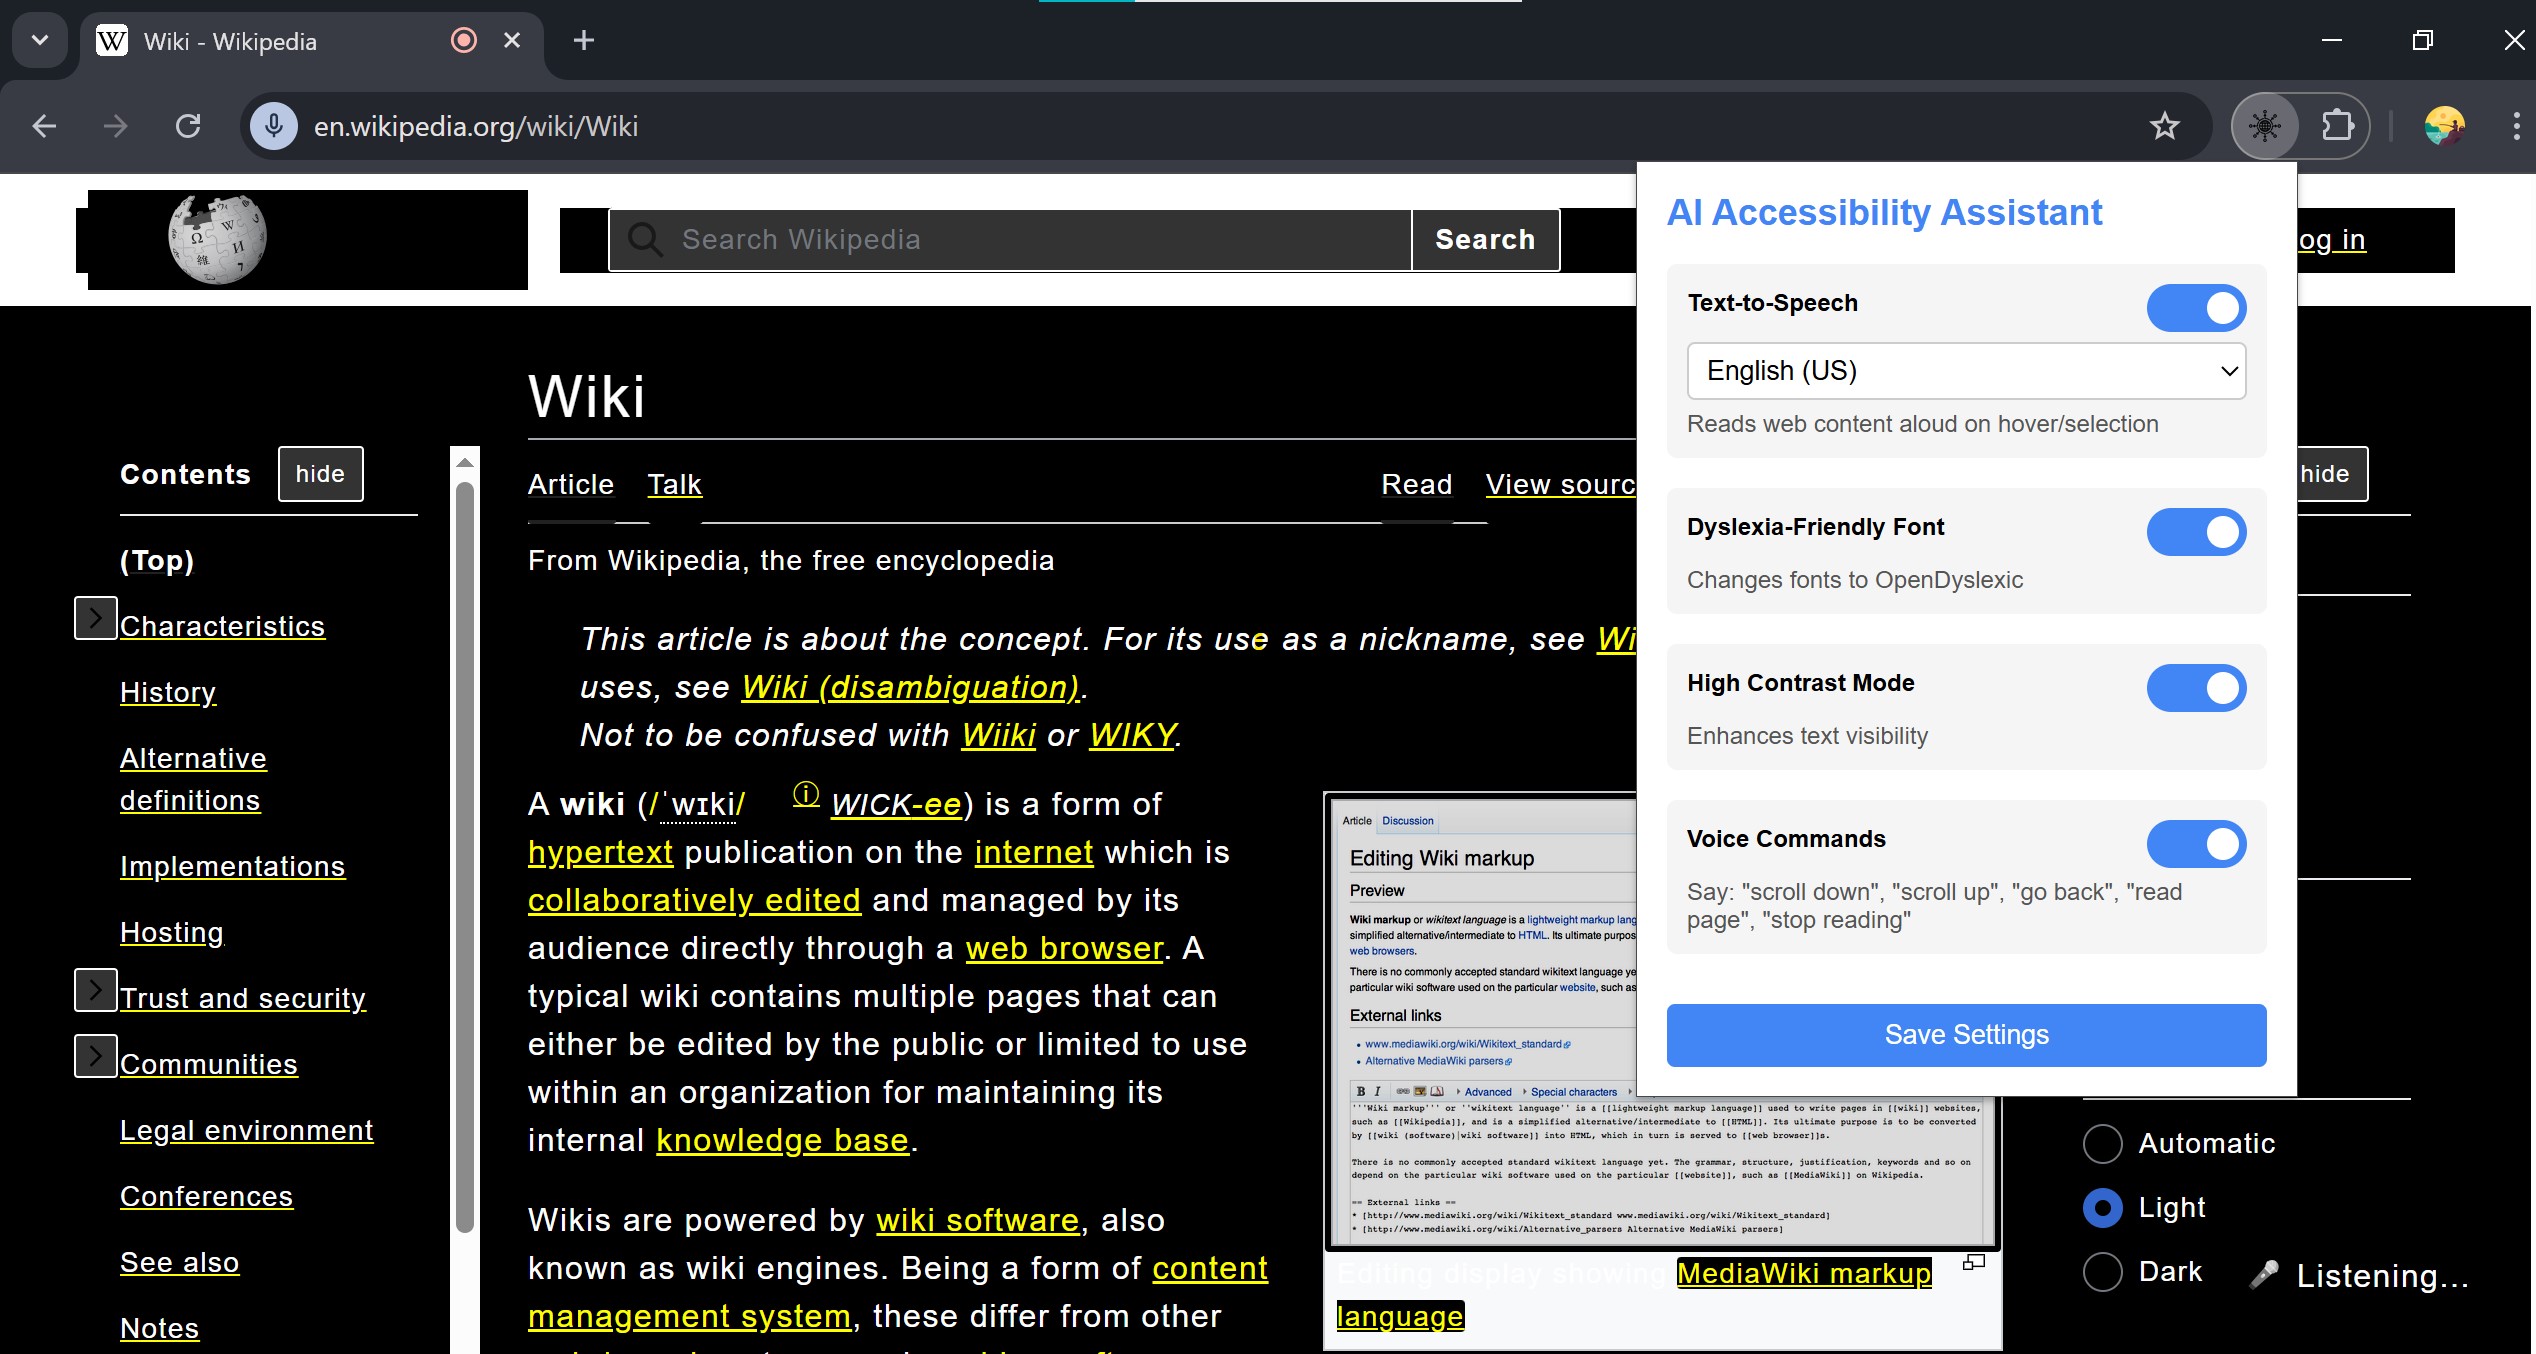 Wiki - Wikipedia
en.wikipedia.org/wiki/Wiki
Search Wikipedia
Search
og in
AI Accessibility Assistant
Text-to-Speech
English (US)
Reads web content aloud on hover/selection
Dyslexia-Friendly Font
Changes fonts to OpenDyslexic
High Contrast Mode
Enhances text visibility
Voice Commands
Say: "scroll down", "scroll up", "go back", "read
page", "stop reading"
Save Settings
Contents hide
(Top)
Characteristics
History
Alternative
definitions
Implementations
Hosting
Trust and security
Communities
Legal environment
Conferences
See also
Notes
Wiki
Article Talk Read View sourc
From Wikipedia, the free encyclopedia
This article is about the concept. For its use as a nickname, see Wi
uses, see Wiki (disambiguation).
Not to be confused with Wiiki or WIKY.
A wiki (/ˈwɪki/ ⓘ WICK-ee) is a form of
hypertext publication on the internet which is
collaboratively edited and managed by its
audience directly through a web browser. A
typical wiki contains multiple pages that can
either be edited by the public or limited to use
within an organization for maintaining its
internal knowledge base.
Wikis are powered by wiki software, also
known as wiki engines. Being a form of content
management system, these differ from other
Article Discussion
Editing Wiki markup
Preview
Wiki markup or wikitext language is a lightweight markup lang
simplified alternative/intermediate to HTML. Its ultimate purpos
web browsers.
There is no commonly accepted standard wikitext language ye
particular wiki software used on the particular website, such as
External links
• www.mediawiki.org/wiki/Wikitext_standard
• Alternative MediaWiki parsers
B I Advanced Special characters
'''Wiki markup''' or ''wikitext language'' is a [[lightweight markup language]] used to write pages in [[wiki]] websites,
such as [[Wikipedia]], and is a simplified alternative/intermediate to [[HTML]]. Its ultimate purpose is to be converted
by [[wiki (software)|wiki software]] into HTML, which in turn is served to [[web browser]]s.
There is no commonly accepted standard wikitext language yet. The grammar, structure, justification, keywords and so on
depend on the particular wiki software used on the particular [[website]], such as [[MediaWiki]] on Wikipedia.
== External links ==
* [http://www.mediawiki.org/wiki/Wikitext_standard www.mediawiki.org/wiki/Wikitext_standard]
* [http://www.mediawiki.org/wiki/Alternative_parsers Alternative MediaWiki parsers]
Editing display showing MediaWiki markup
language
hide
Automatic
Light
Dark
Listening...